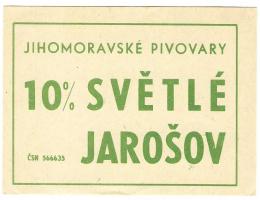 JIHOMORAVSKÉ PIVOVARY
10% SVĚTLÉ
JAROŠOV
ČSN 566635